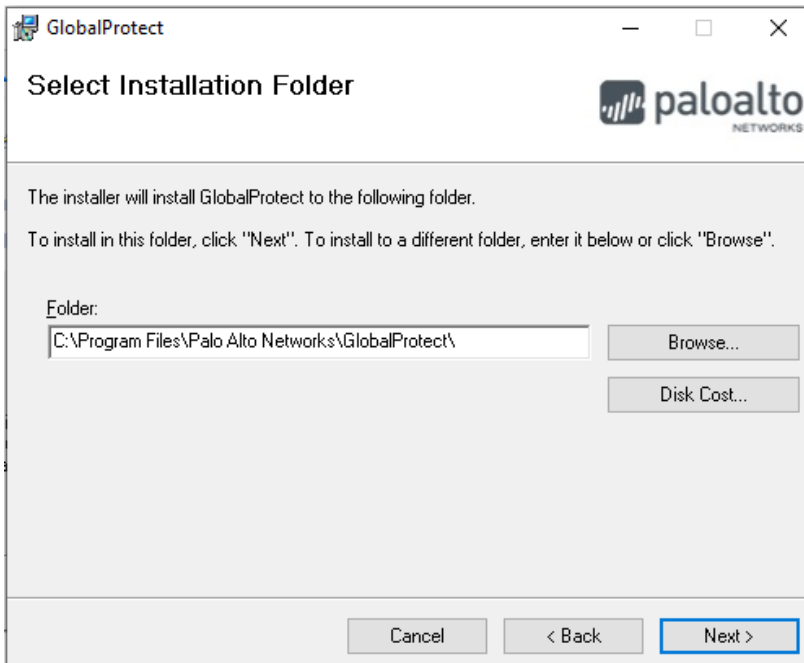 GlobalProtect
Select Installation Folder
paloalto
NETWORKS
The installer will install GlobalProtect to the following folder.
To install in this folder, click "Next". To install to a different folder, enter it below or click "Browse".
Folder:
C:\Program Files\Palo Alto Networks\GlobalProtect\
Browse...
Disk Cost...
Cancel
< Back
Next >